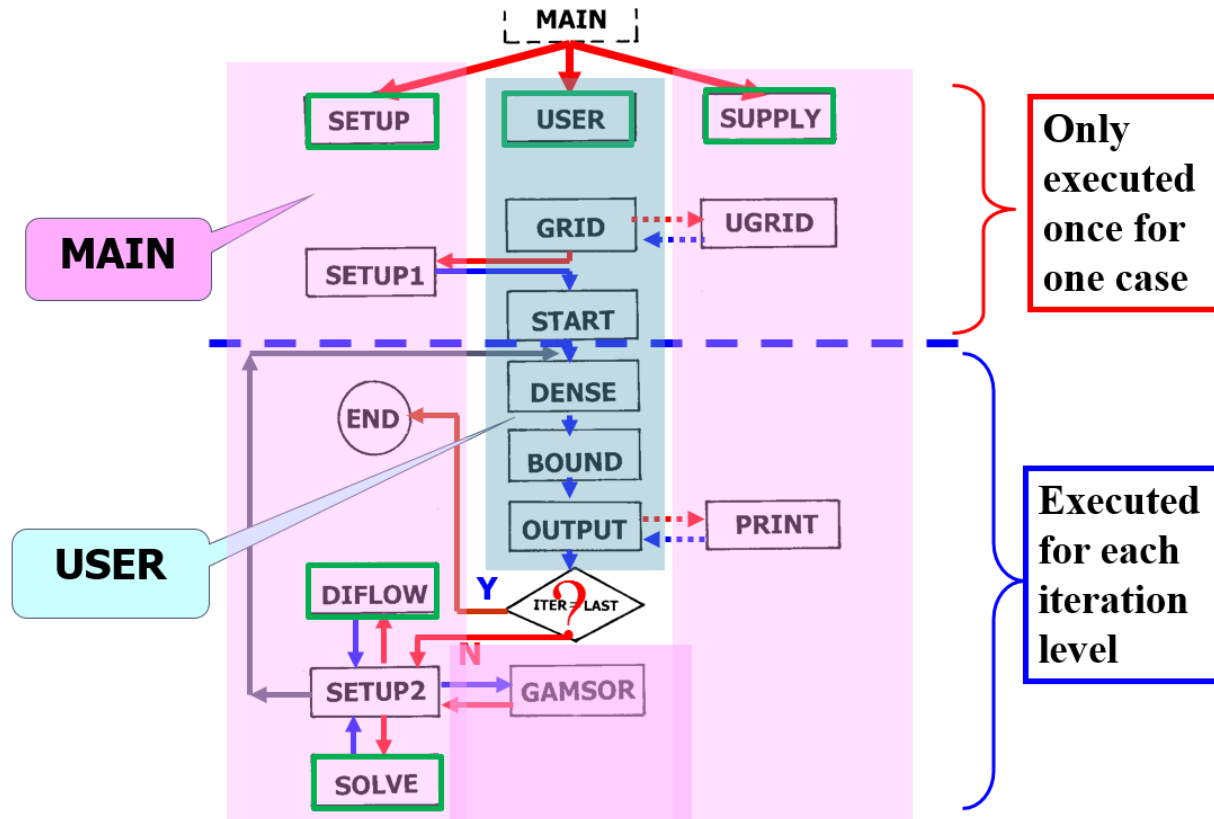 MAIN
SETUP
USER
SUPPLY
Only
executed
once for
one case
GRID
UGRID
MAIN
SETUP1
START
DENSE
END
BOUND
OUTPUT
PRINT
Executed
for each
iteration
level
USER
DIFLOW
Y
ITER=LAST
?
N
SETUP2
GAMSOR
SOLVE